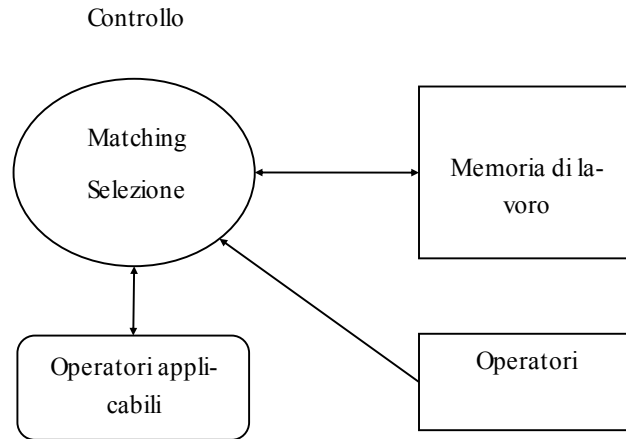 Controllo
Matching
Selezione
Memoria di la-
voro
Operatori appli-
cabili
Operatori